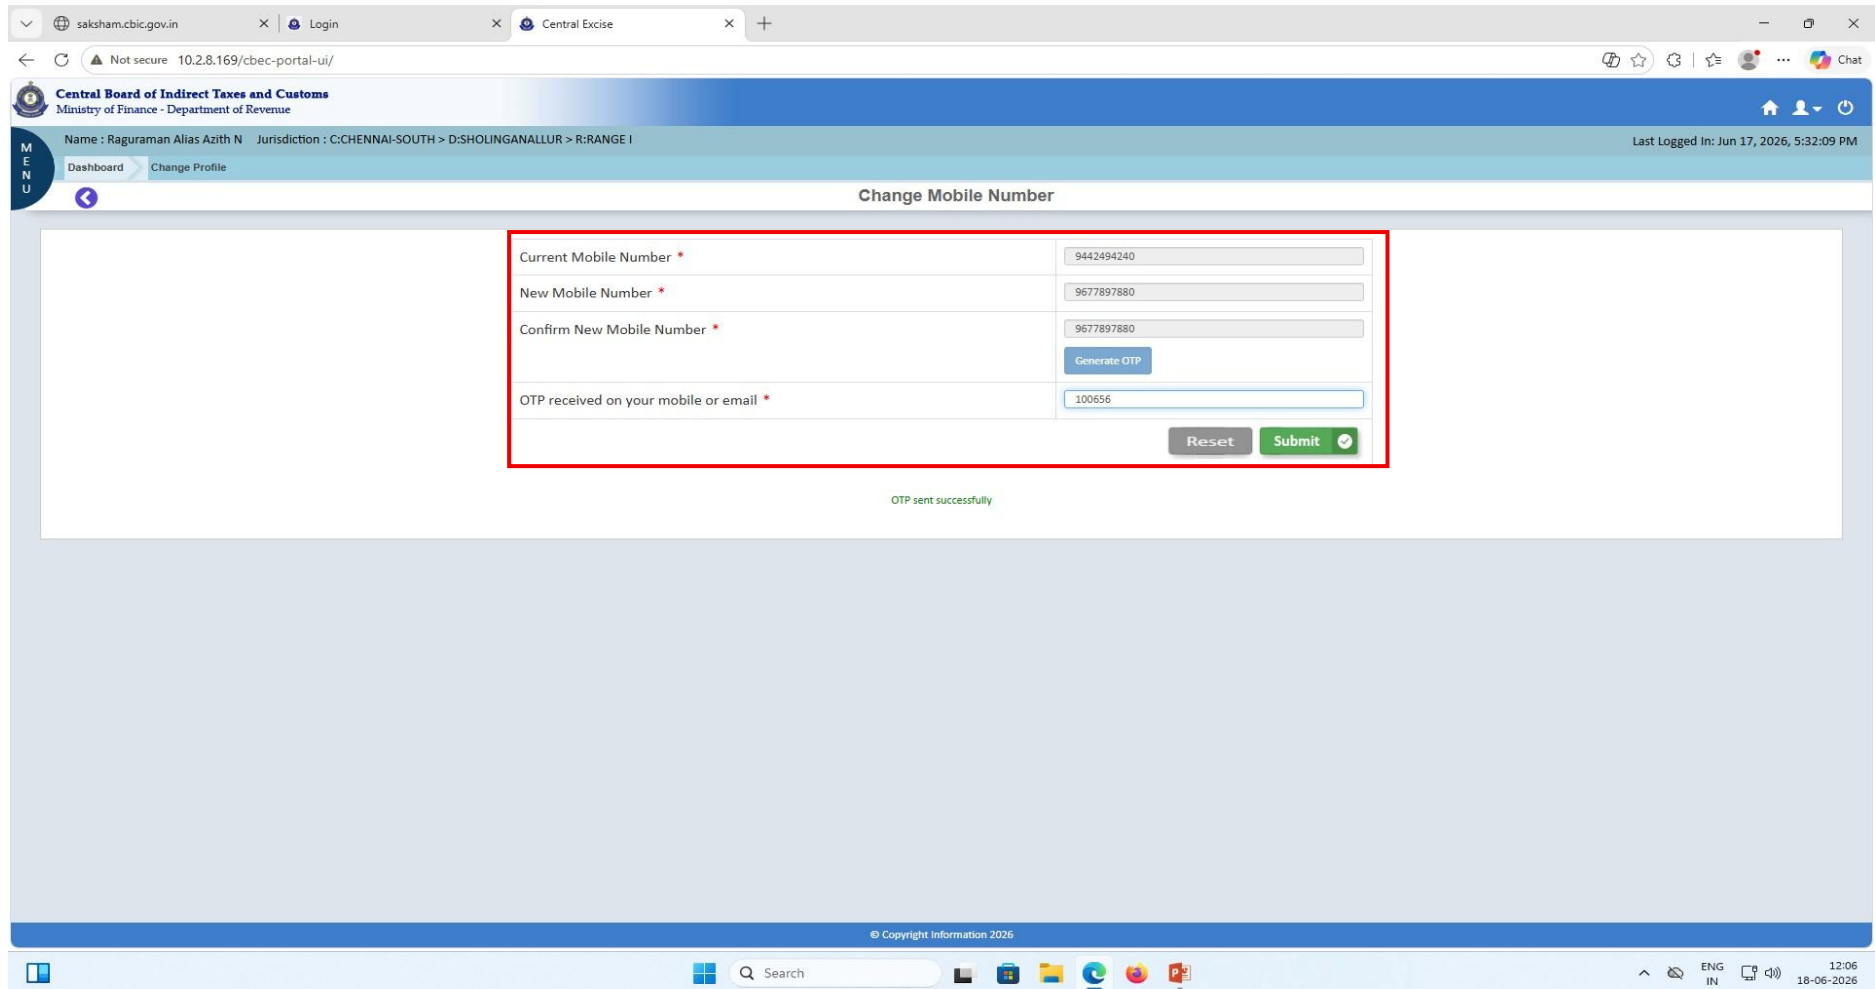 saksham.cbic.gov.in
Login
Central Excise
Not secure 10.2.8.169/cbec-portal-ui/
Chat
Central Board of Indirect Taxes and Customs
Ministry of Finance - Department of Revenue
Name : Raguraman Alias Azith N Jurisdiction : C:CHENNAI-SOUTH > D:SHOLINGANALLUR > R:RANGE I
Last Logged In: Jun 17, 2026, 5:32:09 PM
MENU
Dashboard Change Profile
Change Mobile Number
Current Mobile Number * 9442494240
New Mobile Number * 9677897880
Confirm New Mobile Number * 9677897880
Generate OTP
OTP received on your mobile or email * 100656
Reset Submit
OTP sent successfully
© Copyright Information 2026
Search
ENG
IN
12:06
18-06-2026